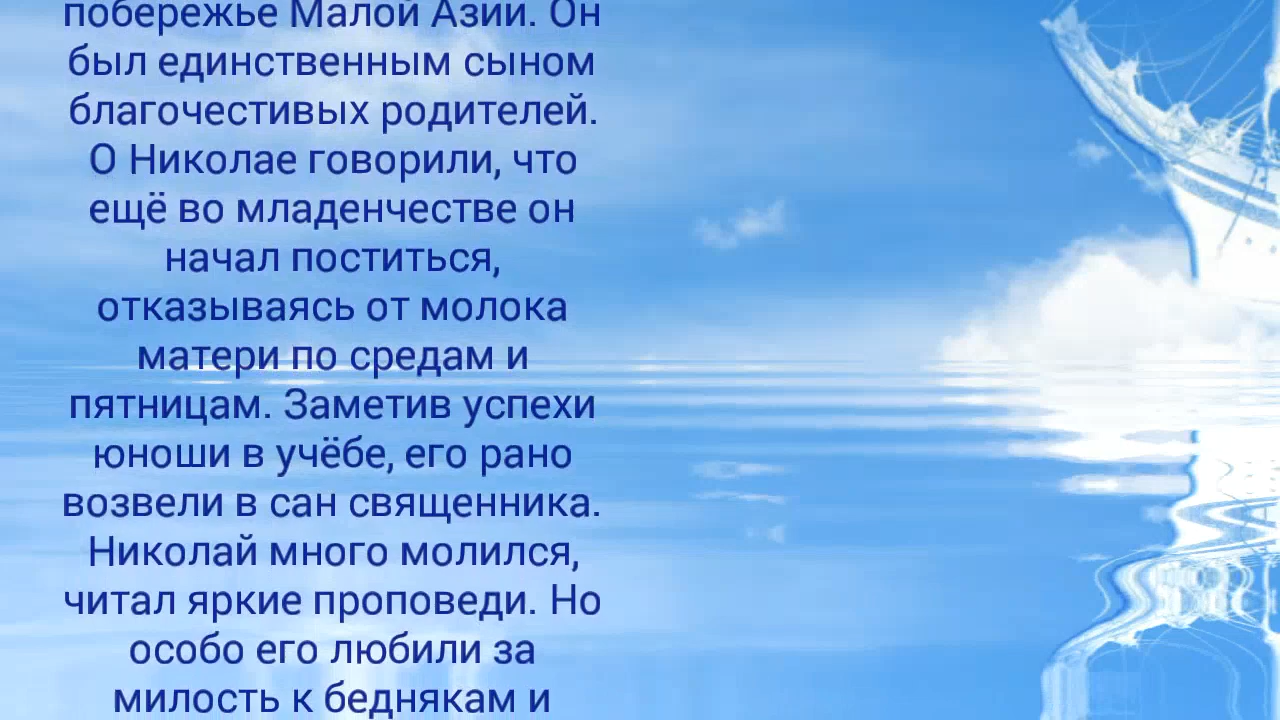 побережье Малой Азии. Он
был единственным сыном
благочестивых родителей.
О Николае говорили, что
ещё во младенчестве он
начал поститься,
отказываясь от молока
матери по средам и
пятницам. Заметив успехи
юноши в учёбе, его рано
возвели в сан священника.
Николай много молился,
читал яркие проповеди. Но
особо его любили за
милость к беднякам и